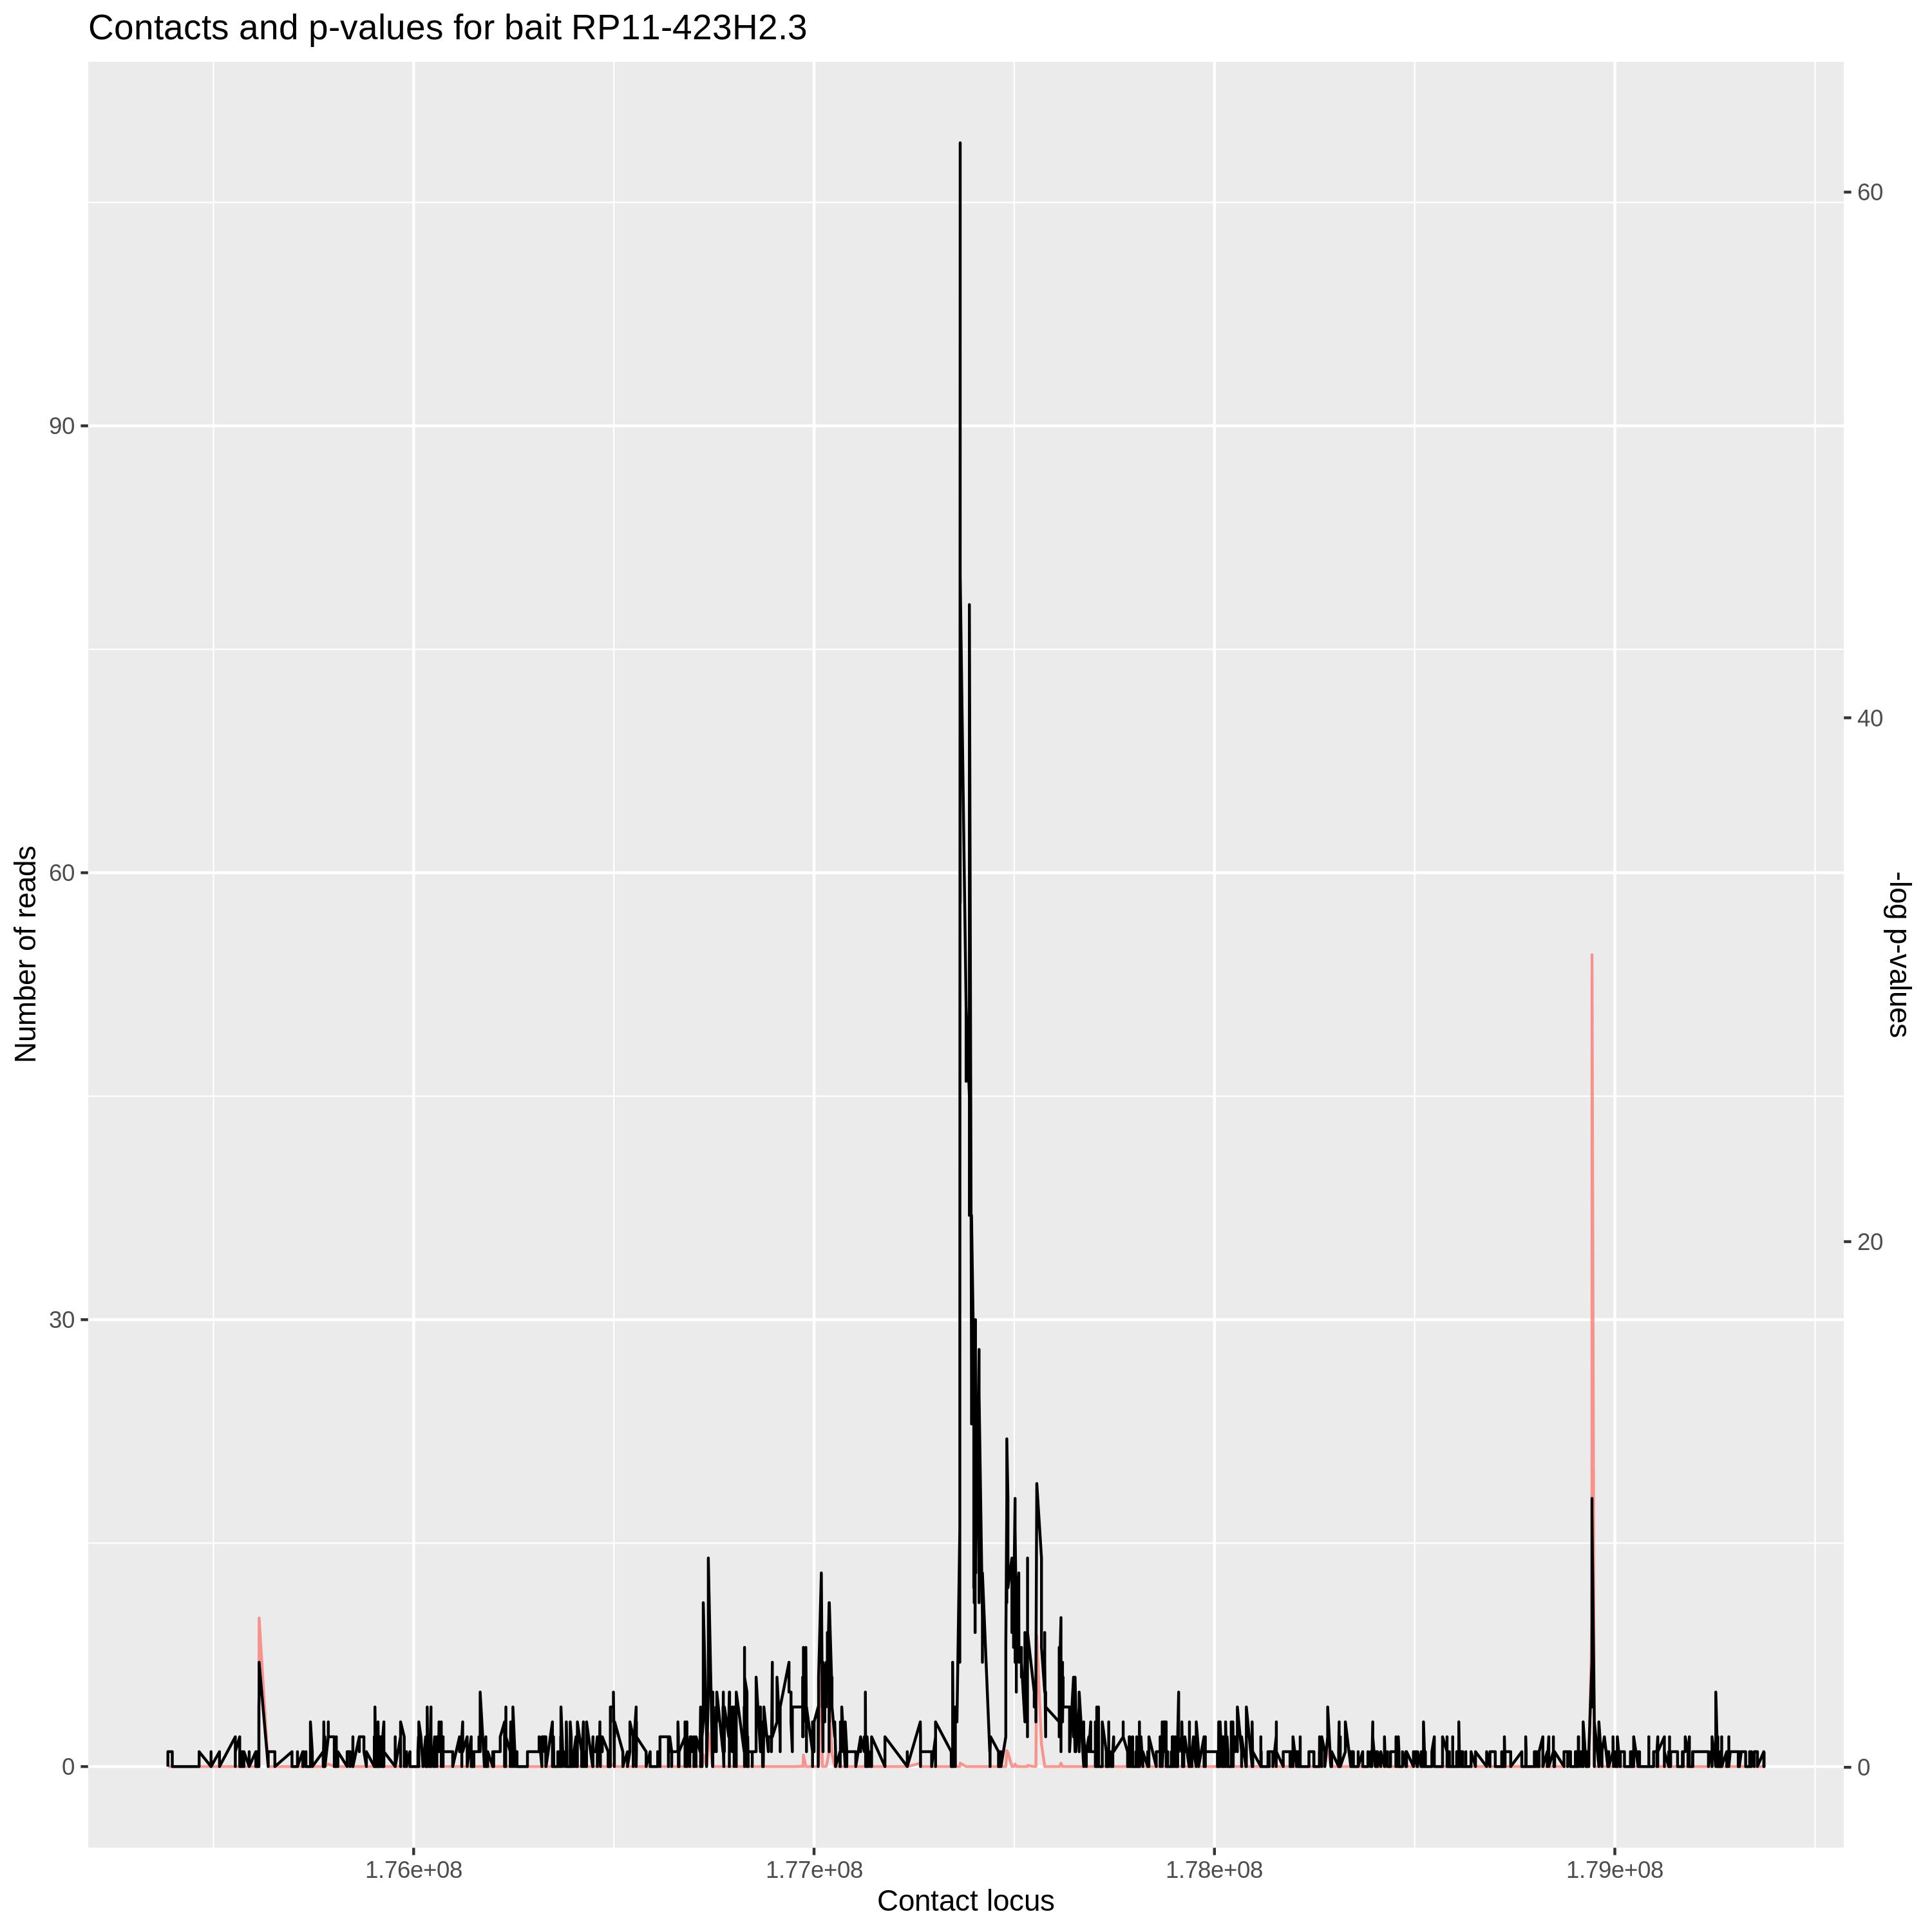 Contacts and p-values for bait RP11-423H2.3
Number of reads
90
60
30
0
60
40
20
0
-log p-values
1.76e+08
1.77e+08
1.78e+08
1.79e+08
Contact locus